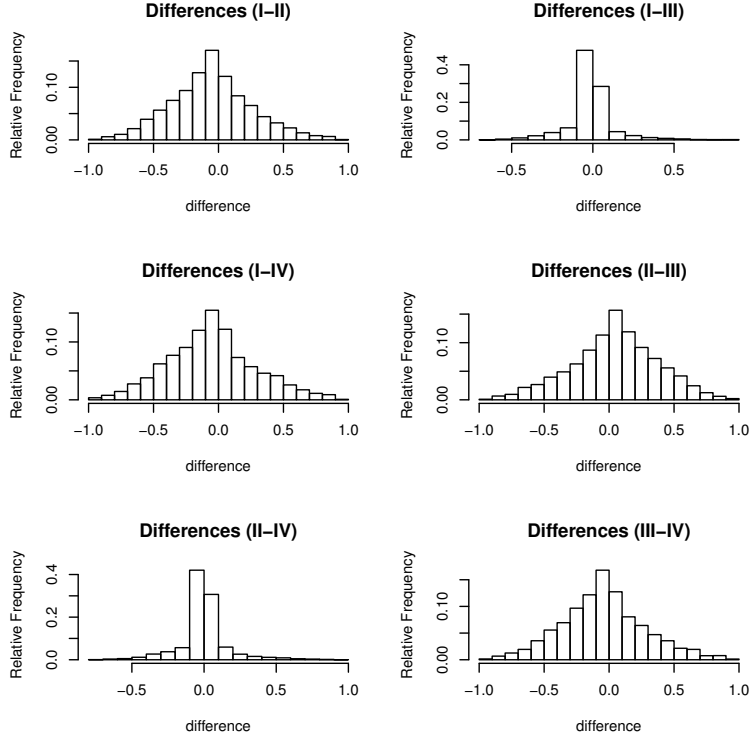 Differences (I−II)
Relative Frequency
0.00 0.10
−1.0 −0.5 0.0 0.5 1.0
difference
Differences (I−III)
Relative Frequency
0.0 0.2 0.4
−0.5 0.0 0.5
difference
Differences (I−IV)
Relative Frequency
0.00 0.10
−1.0 −0.5 0.0 0.5 1.0
difference
Differences (II−III)
Relative Frequency
0.00 0.10
−1.0 −0.5 0.0 0.5 1.0
difference
Differences (II−IV)
Relative Frequency
0.0 0.2 0.4
−0.5 0.0 0.5 1.0
difference
Differences (III−IV)
Relative Frequency
0.00 0.10
−1.0 −0.5 0.0 0.5 1.0
difference